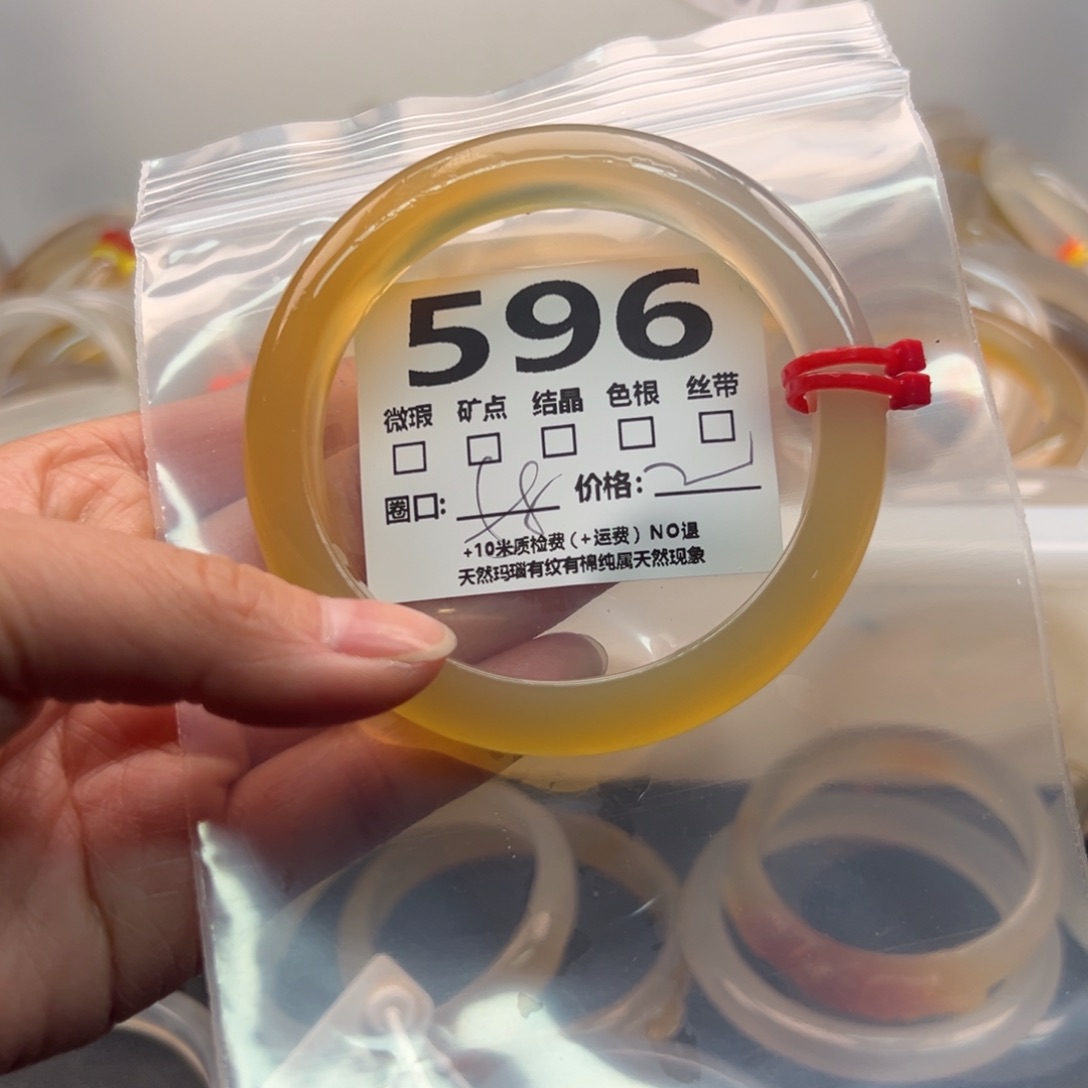 596
微瑕 矿点 结晶 色根 丝带
圈口: 58 价格:
+10米质检费(+运费)NO退
天然玛瑙有纹有棉纯属天然现象